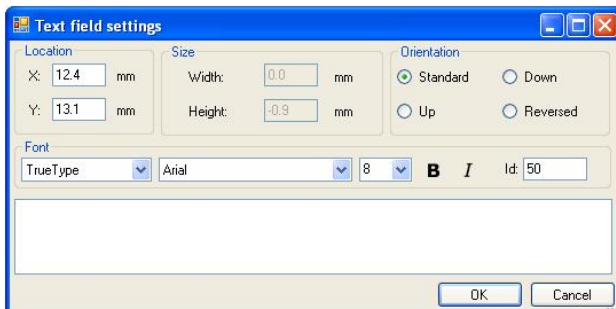 Text field settings
Location
X: 12.4 mm
Y: 13.1 mm
Size
Width: 0.0 mm
Height: -0.9 mm
Orientation
Standard Down
Up Reversed
Font
TrueType Arial 8 B I Id: 50
OK Cancel